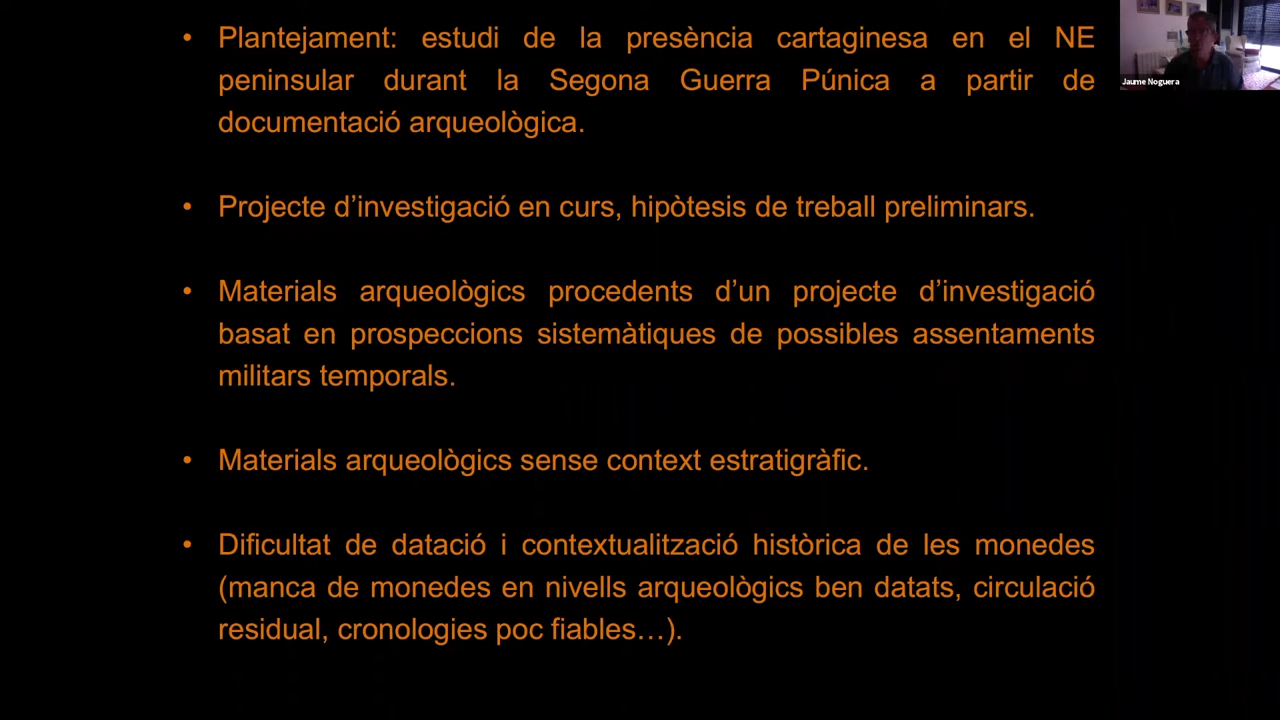 • Plantejament: estudi de la presència cartaginesa en el NE
peninsular durant la Segona Guerra Púnica a partir de
documentació arqueològica.
• Projecte d’investigació en curs, hipòtesis de treball preliminars.
• Materials arqueològics procedents d’un projecte d’investigació
basat en prospeccions sistemàtiques de possibles assentaments
militars temporals.
• Materials arqueològics sense context estratigràfic.
• Dificultat de datació i contextualització històrica de les monedes
(manca de monedes en nivells arqueològics ben datats, circulació
residual, cronologies poc fiables…).
Jaume Noguera